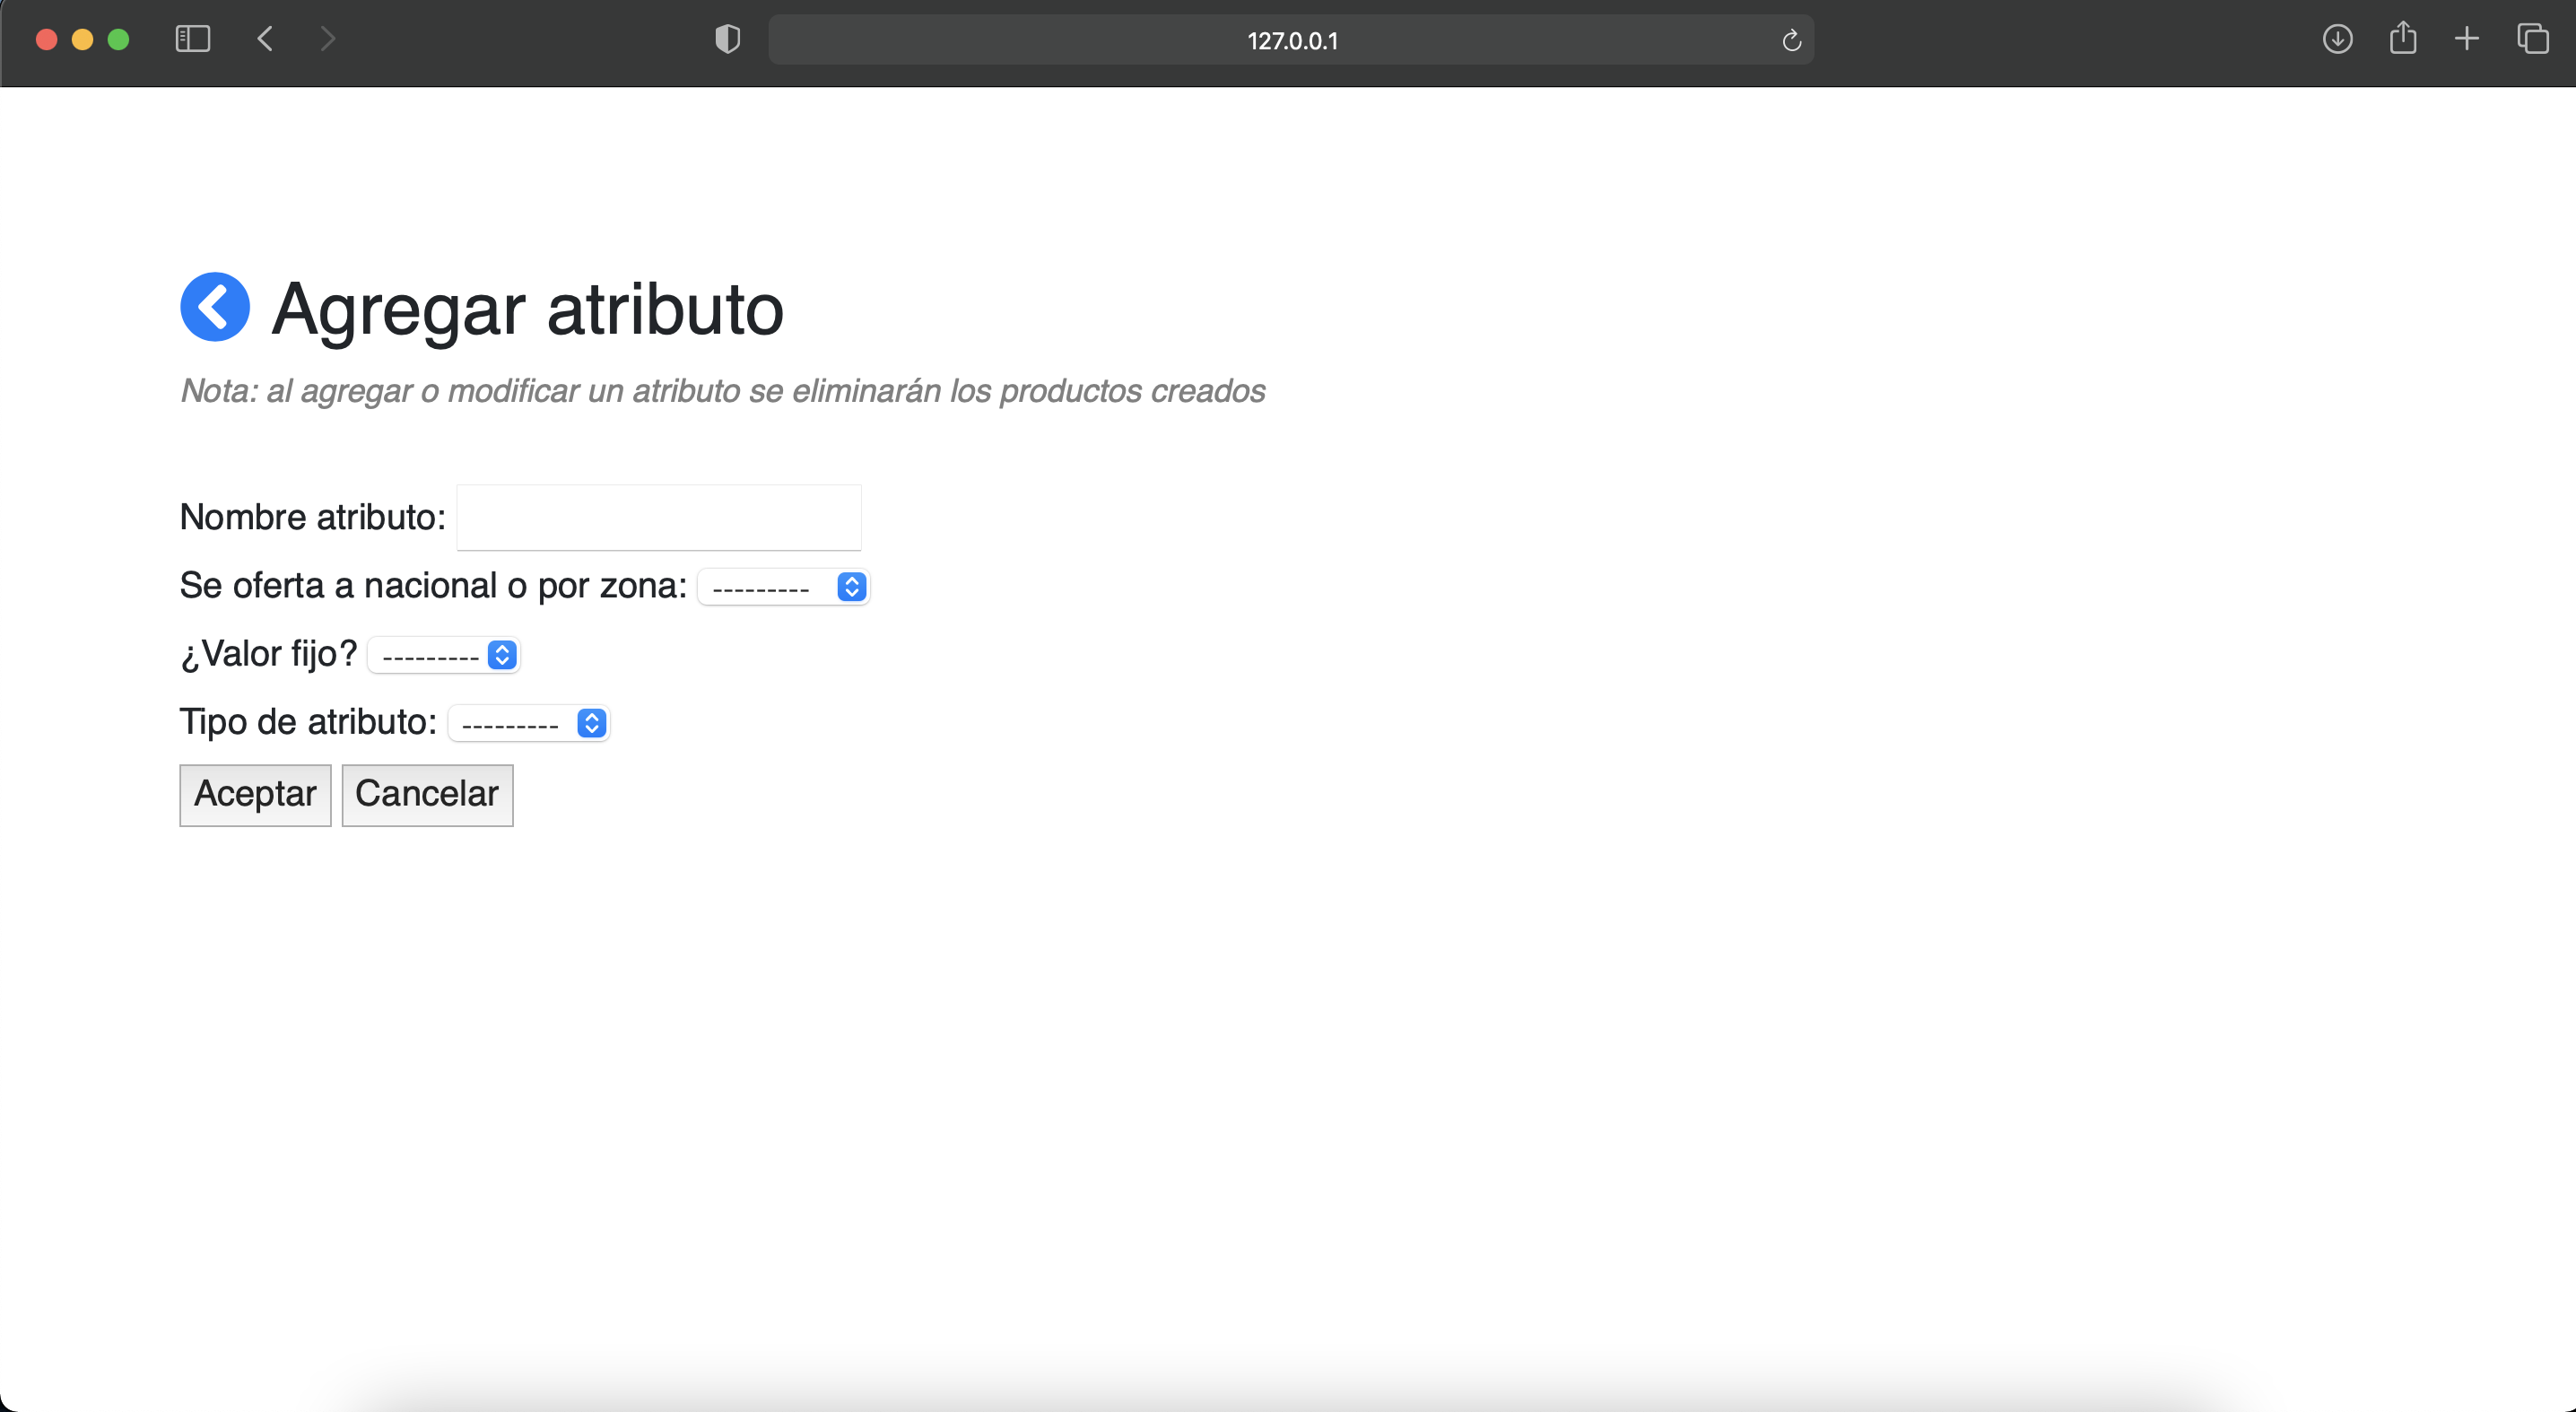 127.0.0.1
Agregar atributo
Nota: al agregar o modificar un atributo se eliminarán los productos creados
Nombre atributo:
Se oferta a nacional o por zona: ---------
¿Valor fijo? ---------
Tipo de atributo: ---------
Aceptar Cancelar